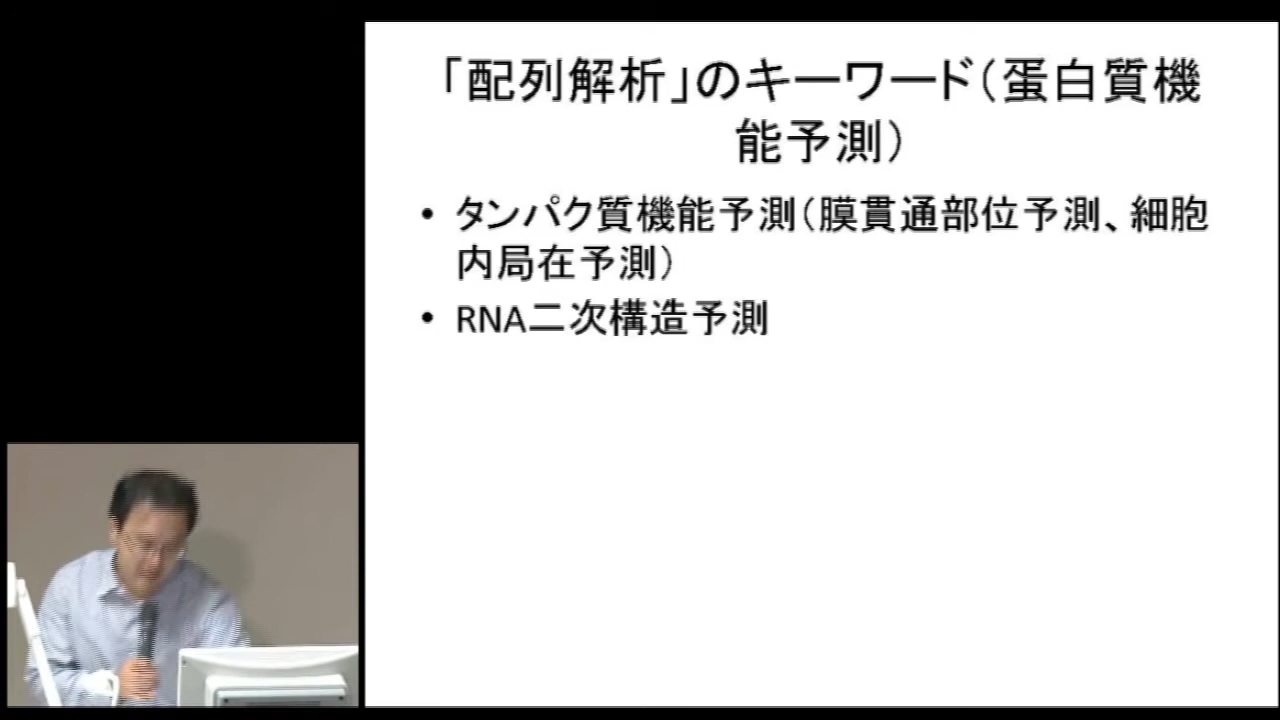 「配列解析」のキーワード（蛋白質機
能予測）
• タンパク質機能予測（膜貫通部位予測、細胞
内局在予測）
• RNA二次構造予測